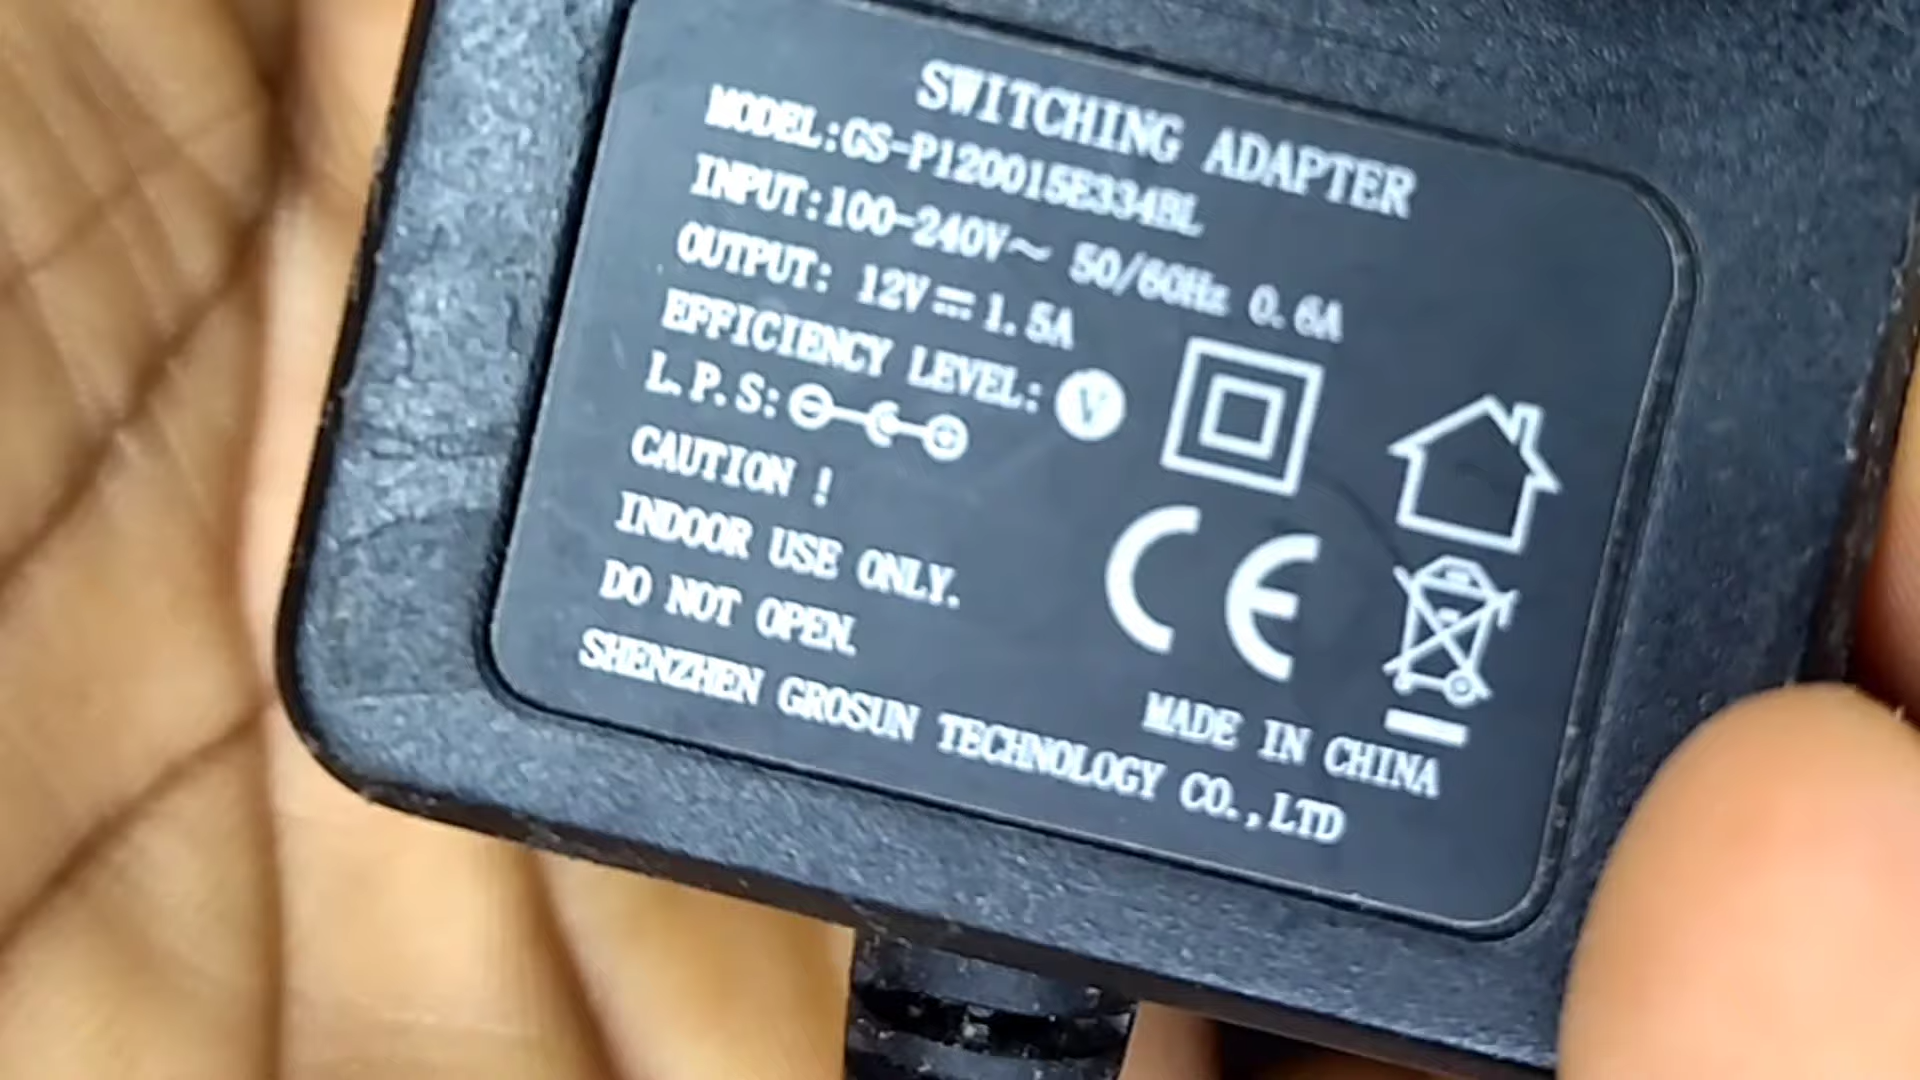 SWITCHING ADAPTER
MODEL:GS-P120015E334BL
INPUT:100-240V~ 50/60Hz 0.6A
OUTPUT: 12V⎓1.5A
EFFICIENCY LEVEL: V
L.P.S:
CAUTION !
INDOOR USE ONLY.
DO NOT OPEN.
CE
MADE IN CHINA
SHENZHEN GROSUN TECHNOLOGY CO.,LTD